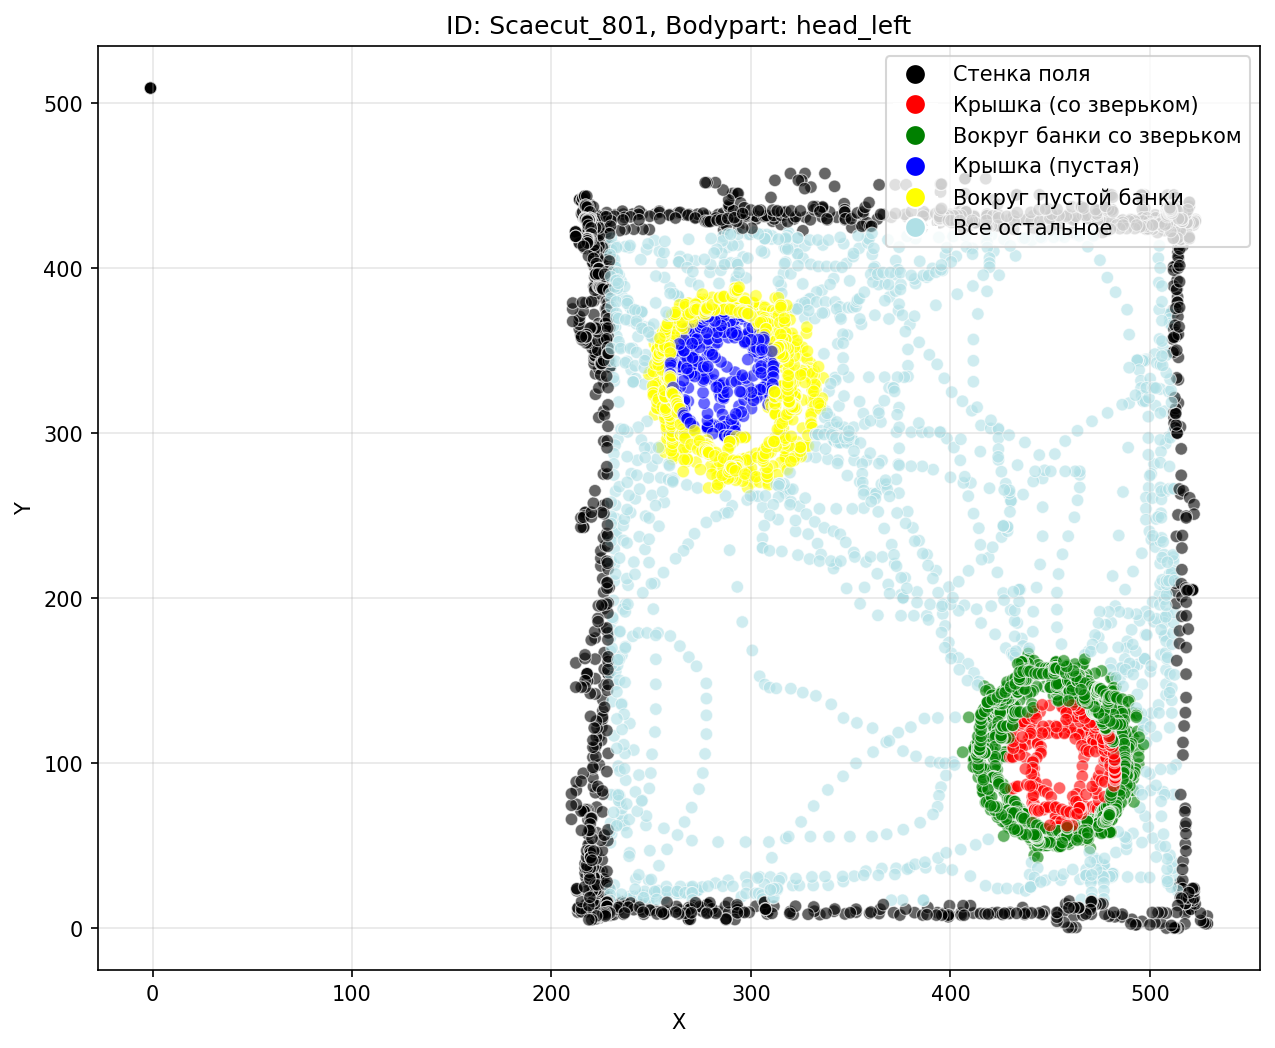 ID: Scaecut_801, Bodypart: head_left
Стенка поля
Крышка (со зверьком)
Вокруг банки со зверьком
Крышка (пустая)
Вокруг пустой банки
Все остальное
500
400
300
200
100
0
Y
0 100 200 300 400 500
X